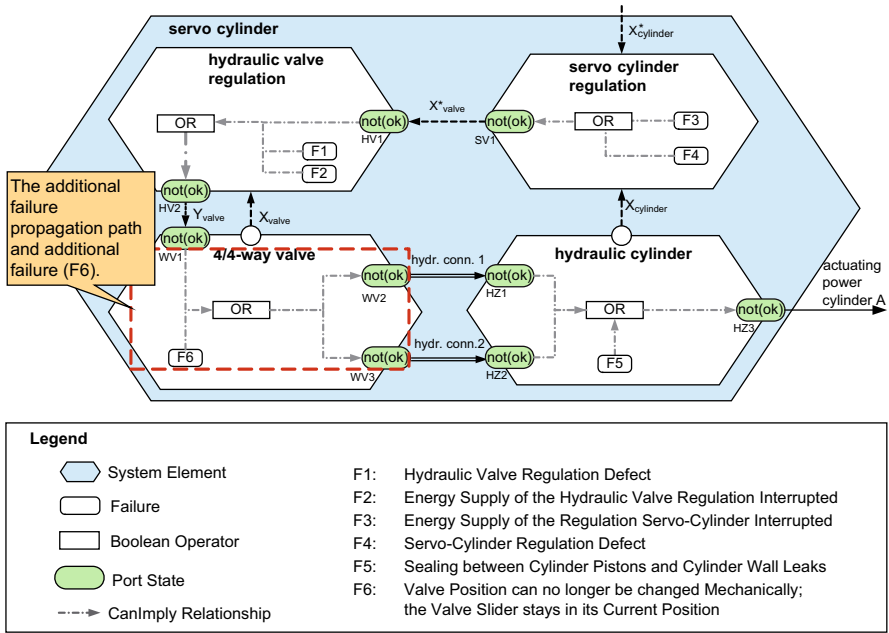 servo cylinder
X*cylinder
hydraulic valve
regulation
servo cylinder
regulation
OR
not(ok)
HV1
X*valve
not(ok)
SV1
OR
F3
F1
F2
F4
The additional
failure
propagation path
and additional
failure (F6).
not(ok)
HV2
Yvalve
Xvalve
Xcylinder
not(ok)
WV1
4/4-way valve
hydraulic cylinder
not(ok)
WV2
hydr. conn. 1
not(ok)
HZ1
OR
OR
not(ok)
HZ3
actuating
power
cylinder A
F6
not(ok)
WV3
hydr. conn.2
not(ok)
HZ2
F5
Legend
System Element
Failure
Boolean Operator
Port State
CanImply Relationship
F1: Hydraulic Valve Regulation Defect
F2: Energy Supply of the Hydraulic Valve Regulation Interrupted
F3: Energy Supply of the Regulation Servo-Cylinder Interrupted
F4: Servo-Cylinder Regulation Defect
F5: Sealing between Cylinder Pistons and Cylinder Wall Leaks
F6: Valve Position can no longer be changed Mechanically;
the Valve Slider stays in its Current Position